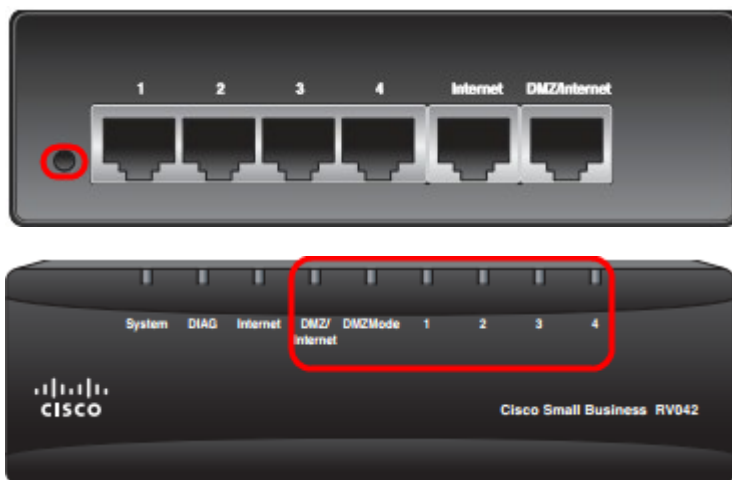 1 2 3 4 Internet DMZ/Internet
System DIAG Internet DMZ/ DMZMode 1 2 3 4
Internet
CISCO
Cisco Small Business RV042